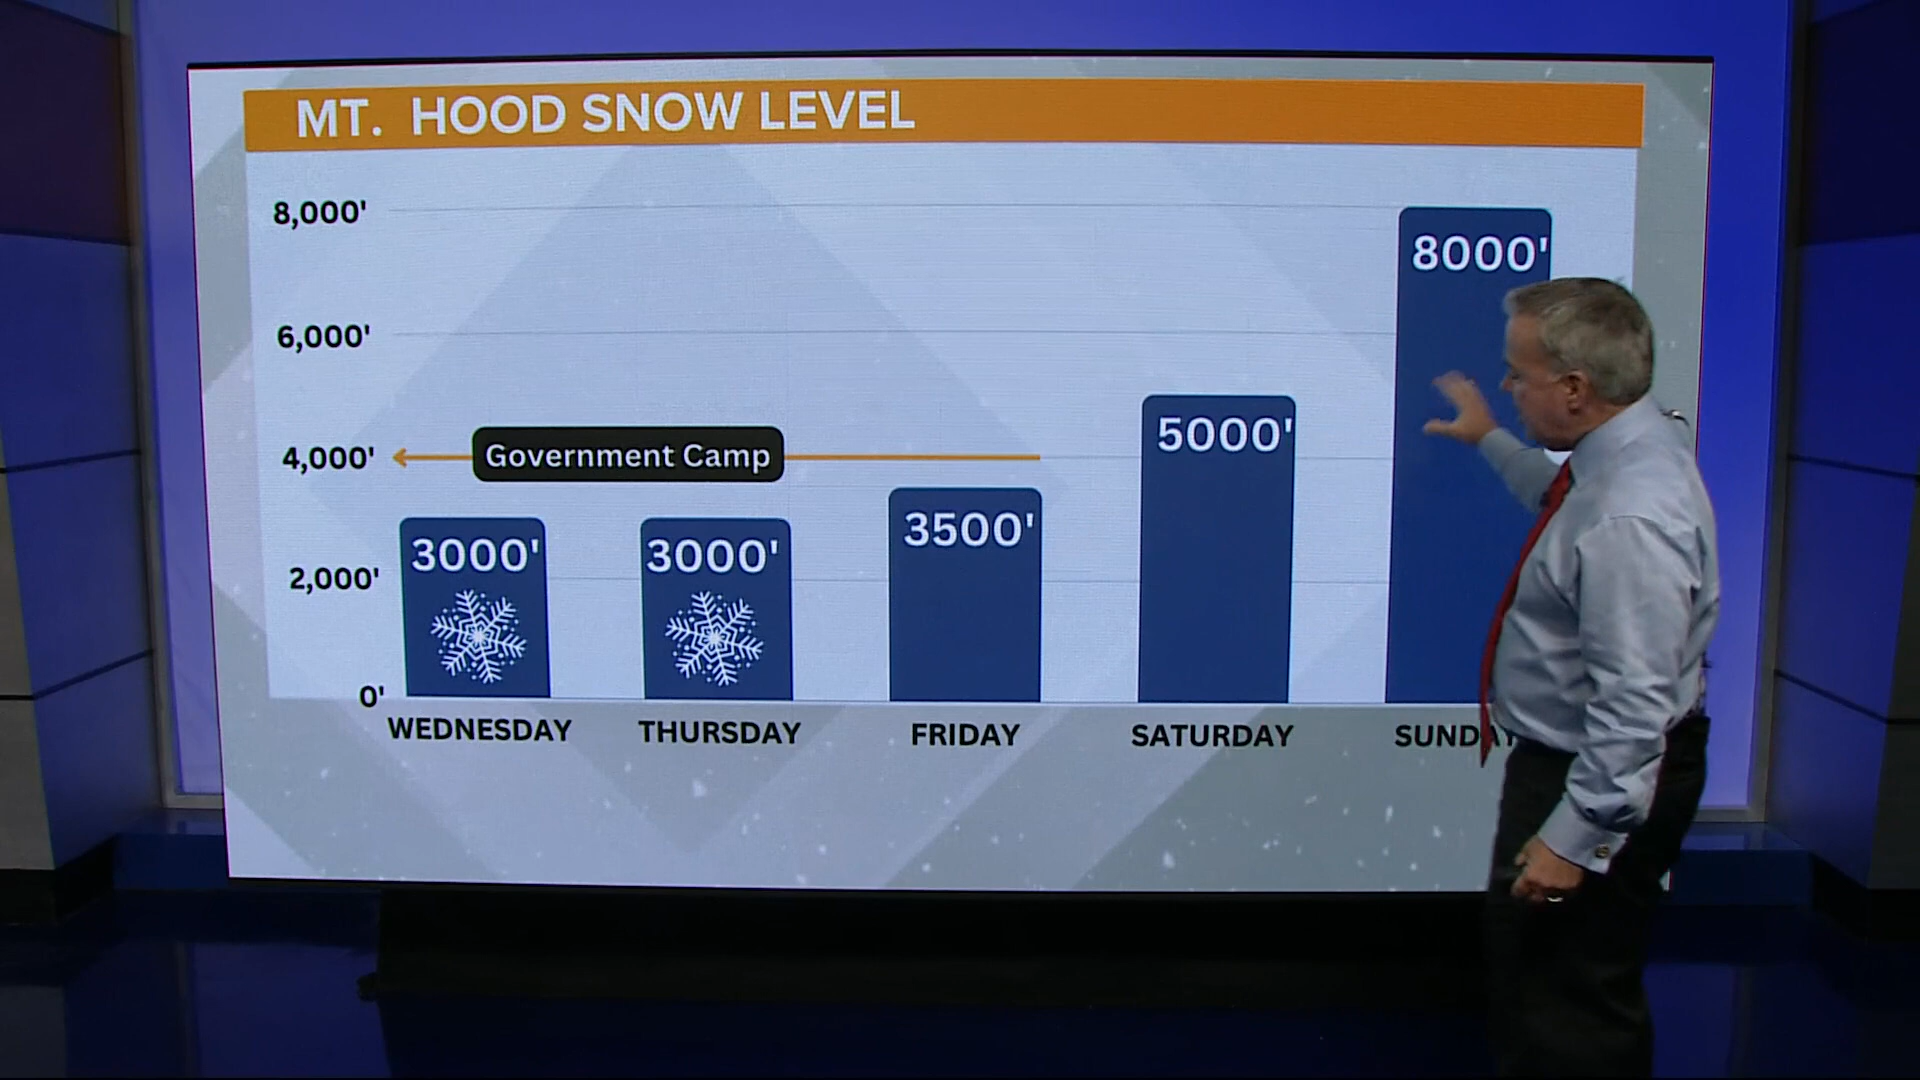 MT. HOOD SNOW LEVEL
8,000'
8000'
6,000'
5000'
4,000'
Government Camp
3500'
3000'
3000'
2,000'
0'
WEDNESDAY
THURSDAY
FRIDAY
SATURDAY
SUNDAY